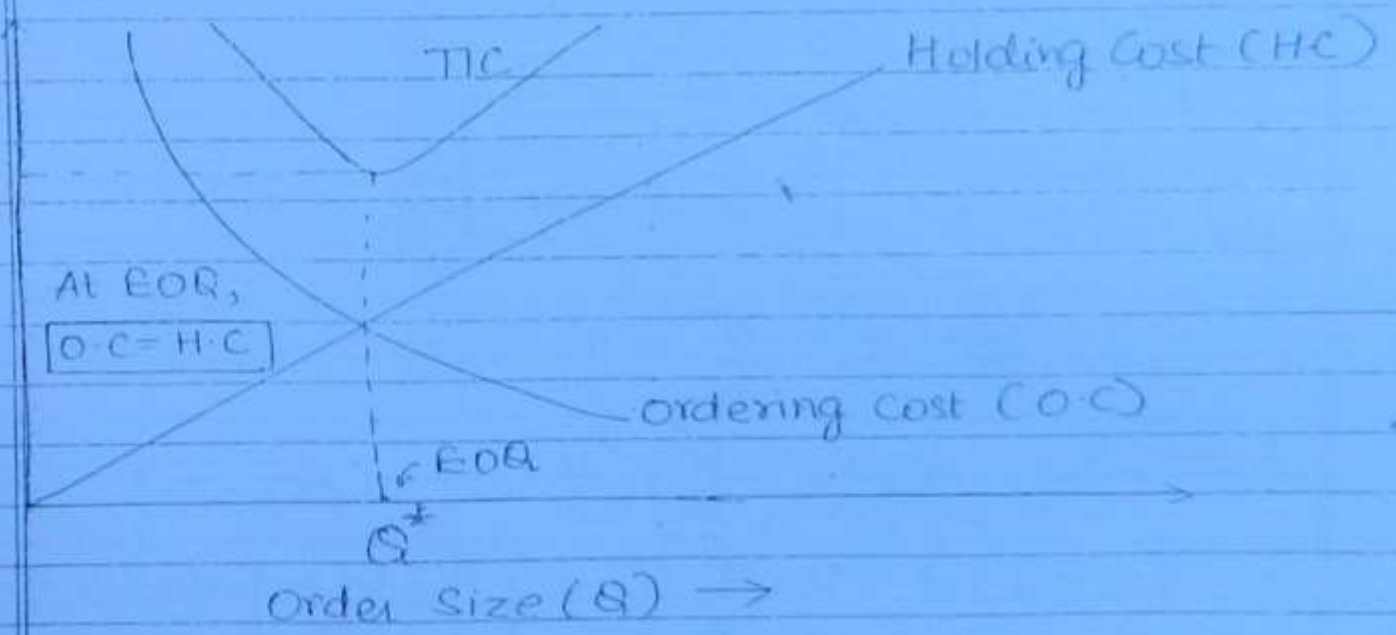 TIC
Holding Cost (HC)
At EOQ,
O.C = H.C
Ordering Cost (O.C)
EOQ
Q*
Order Size (Q) →